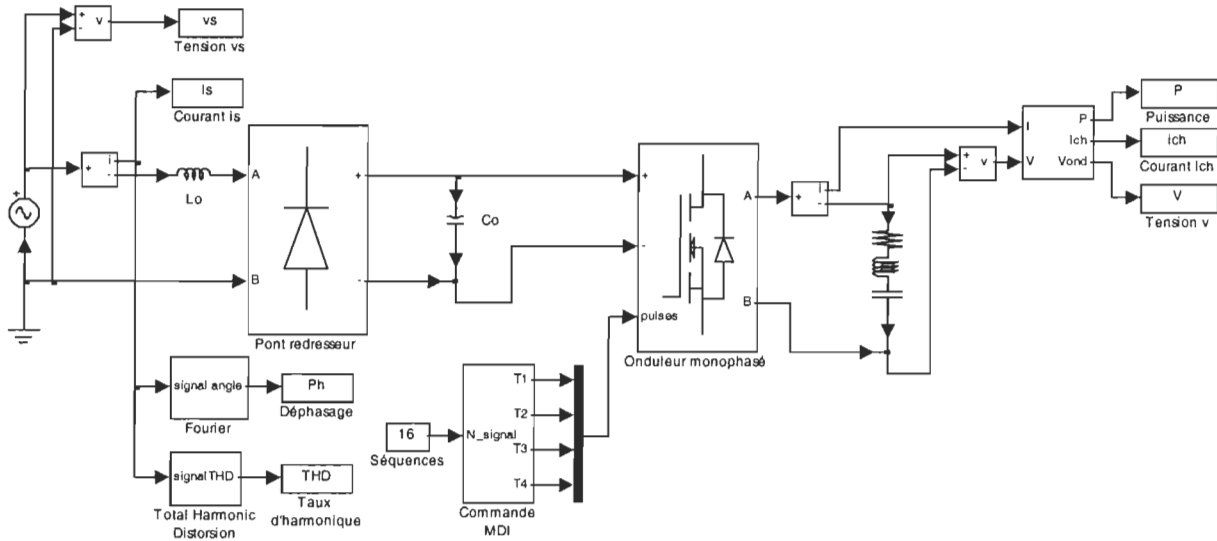 v
vs
Tension vs
Is
Courant is
i
Lo
A
B
Pont redresseur
Co
A
B
pulses
Onduleur monophasé
i
v
I
V
P
Ich
Vond
P
Puissance
ich
Courant Ich
V
Tension v
signal angle
Fourier
Ph
Déphasage
signal THD
Total Harmonic
Distorsion
THD
Taux
d'harmonique
16
Séquences
N_signal
T1
T2
T3
T4
Commande
MDI